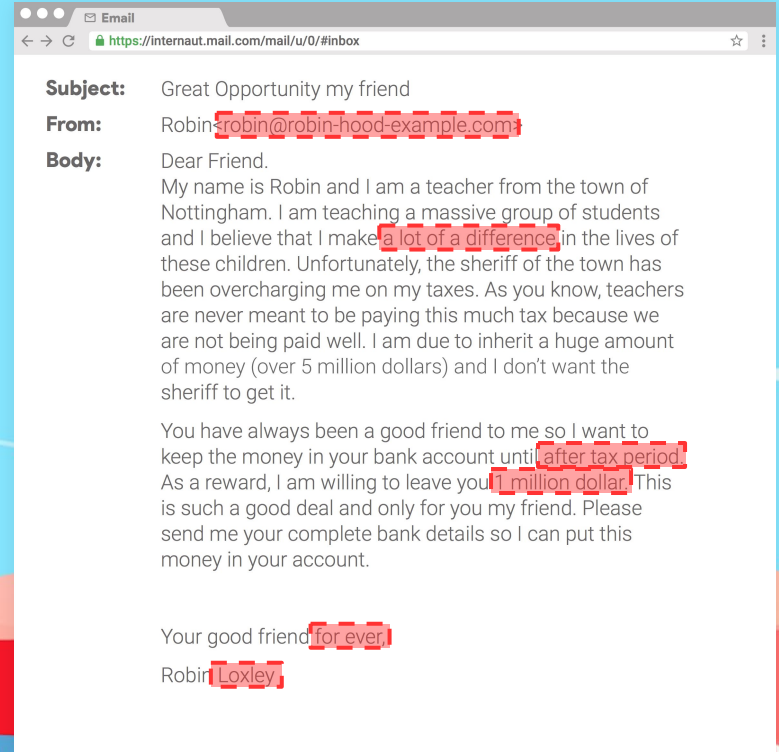 Email
https://internaut.mail.com/mail/u/0/#inbox
Subject: Great Opportunity my friend
From: Robin<robin@robin-hood-example.com>
Body: Dear Friend.
My name is Robin and I am a teacher from the town of
Nottingham. I am teaching a massive group of students
and I believe that I make a lot of a difference in the lives of
these children. Unfortunately, the sheriff of the town has
been overcharging me on my taxes. As you know, teachers
are never meant to be paying this much tax because we
are not being paid well. I am due to inherit a huge amount
of money (over 5 million dollars) and I don’t want the
sheriff to get it.
You have always been a good friend to me so I want to
keep the money in your bank account until after tax period.
As a reward, I am willing to leave you 1 million dollar. This
is such a good deal and only for you my friend. Please
send me your complete bank details so I can put this
money in your account.
Your good friend for ever,
Robin Loxley